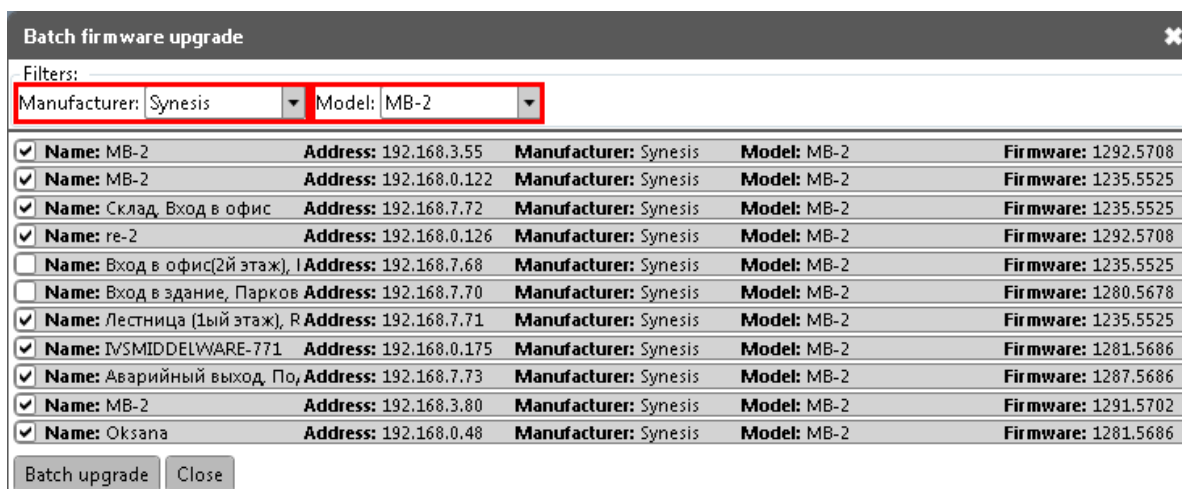 Batch firmware upgrade
Filters:
Manufacturer: Synesis Model: MB-2
Name: MB-2 Address: 192.168.3.55 Manufacturer: Synesis Model: MB-2 Firmware: 1292.5708
Name: MB-2 Address: 192.168.0.122 Manufacturer: Synesis Model: MB-2 Firmware: 1235.5525
Name: Склад, Вход в офис Address: 192.168.7.72 Manufacturer: Synesis Model: MB-2 Firmware: 1235.5525
Name: re-2 Address: 192.168.0.126 Manufacturer: Synesis Model: MB-2 Firmware: 1292.5708
Name: Вход в офис(2й этаж), Address: 192.168.7.68 Manufacturer: Synesis Model: MB-2 Firmware: 1235.5525
Name: Вход в здание, Парков Address: 192.168.7.70 Manufacturer: Synesis Model: MB-2 Firmware: 1280.5678
Name: Лестница (1ый этаж), R Address: 192.168.7.71 Manufacturer: Synesis Model: MB-2 Firmware: 1235.5525
Name: IVSMIDDELWARE-771 Address: 192.168.0.175 Manufacturer: Synesis Model: MB-2 Firmware: 1281.5686
Name: Аварийный выход, По Address: 192.168.7.73 Manufacturer: Synesis Model: MB-2 Firmware: 1287.5686
Name: MB-2 Address: 192.168.3.80 Manufacturer: Synesis Model: MB-2 Firmware: 1291.5702
Name: Oksana Address: 192.168.0.48 Manufacturer: Synesis Model: MB-2 Firmware: 1281.5686
Batch upgrade Close